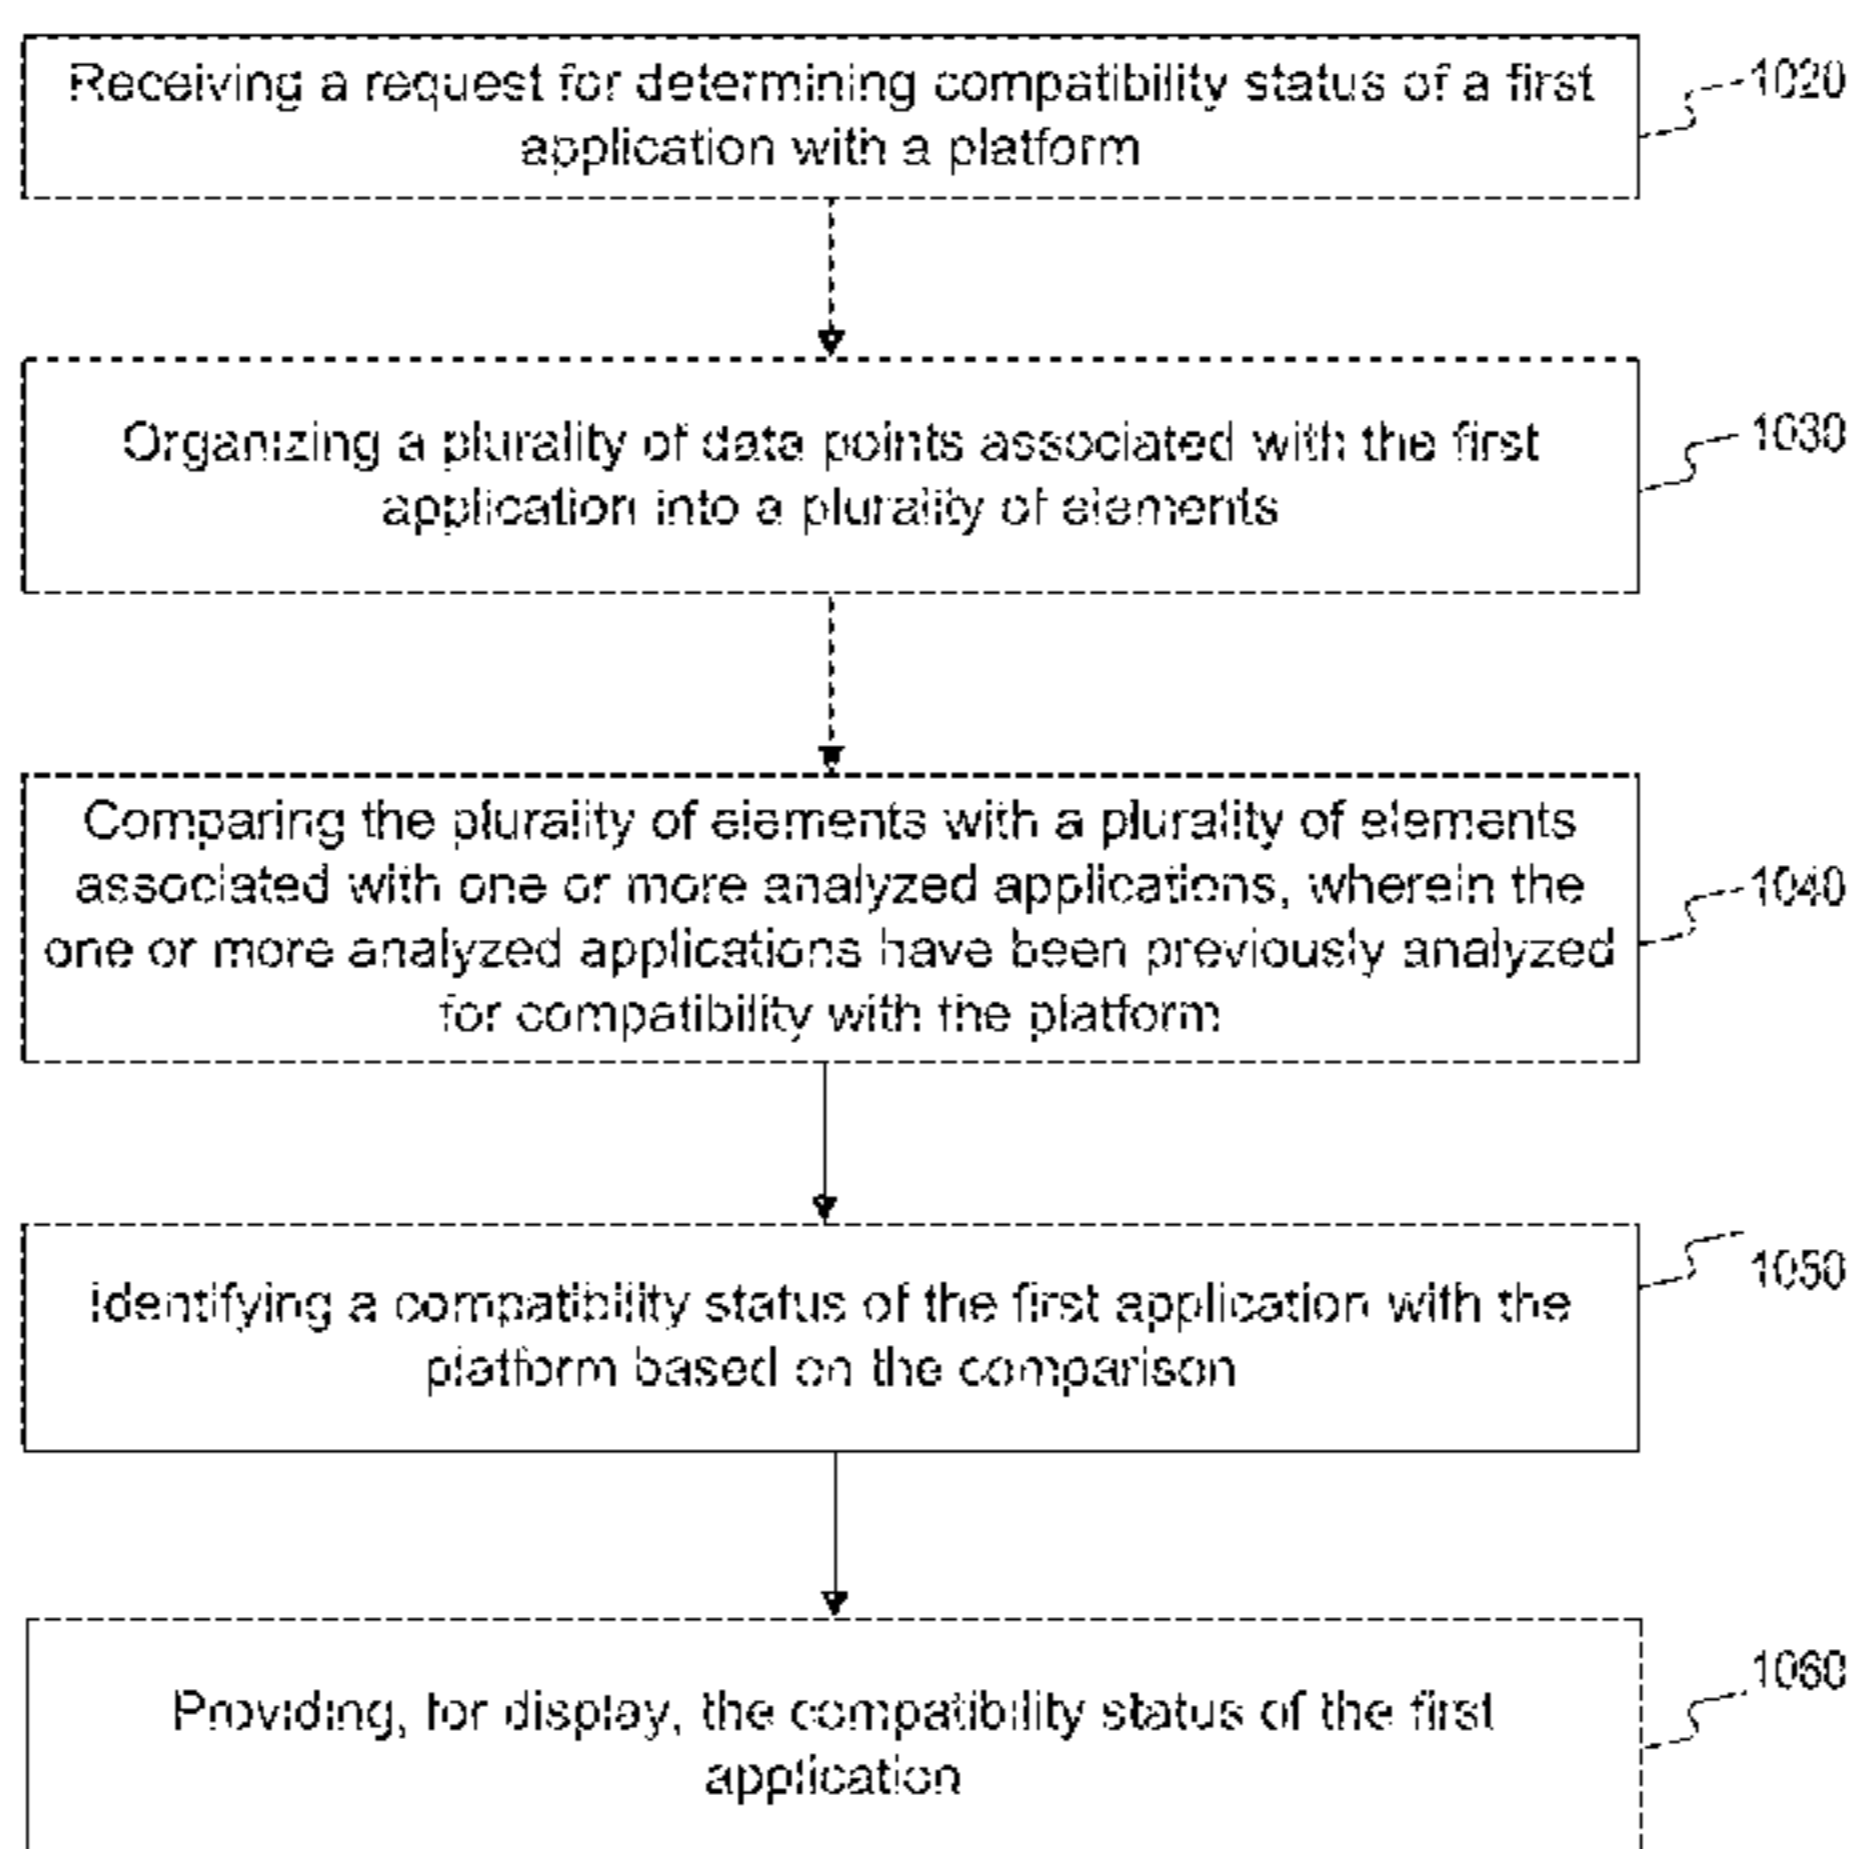 Receiving a request for determining compatibility status of a first
application with a platform
1020
Organizing a plurality of data points associated with the first
application into a plurality of elements
1030
Comparing the plurality of elements with a plurality of elements
associated with one or more analyzed applications, wherein the
one or more analyzed applications have been previously analyzed
for compatibility with the platform
1040
Identifying a compatibility status of the first application with the
platform based on the comparison
1050
Providing, for display, the compatibility status of the first
application
1060